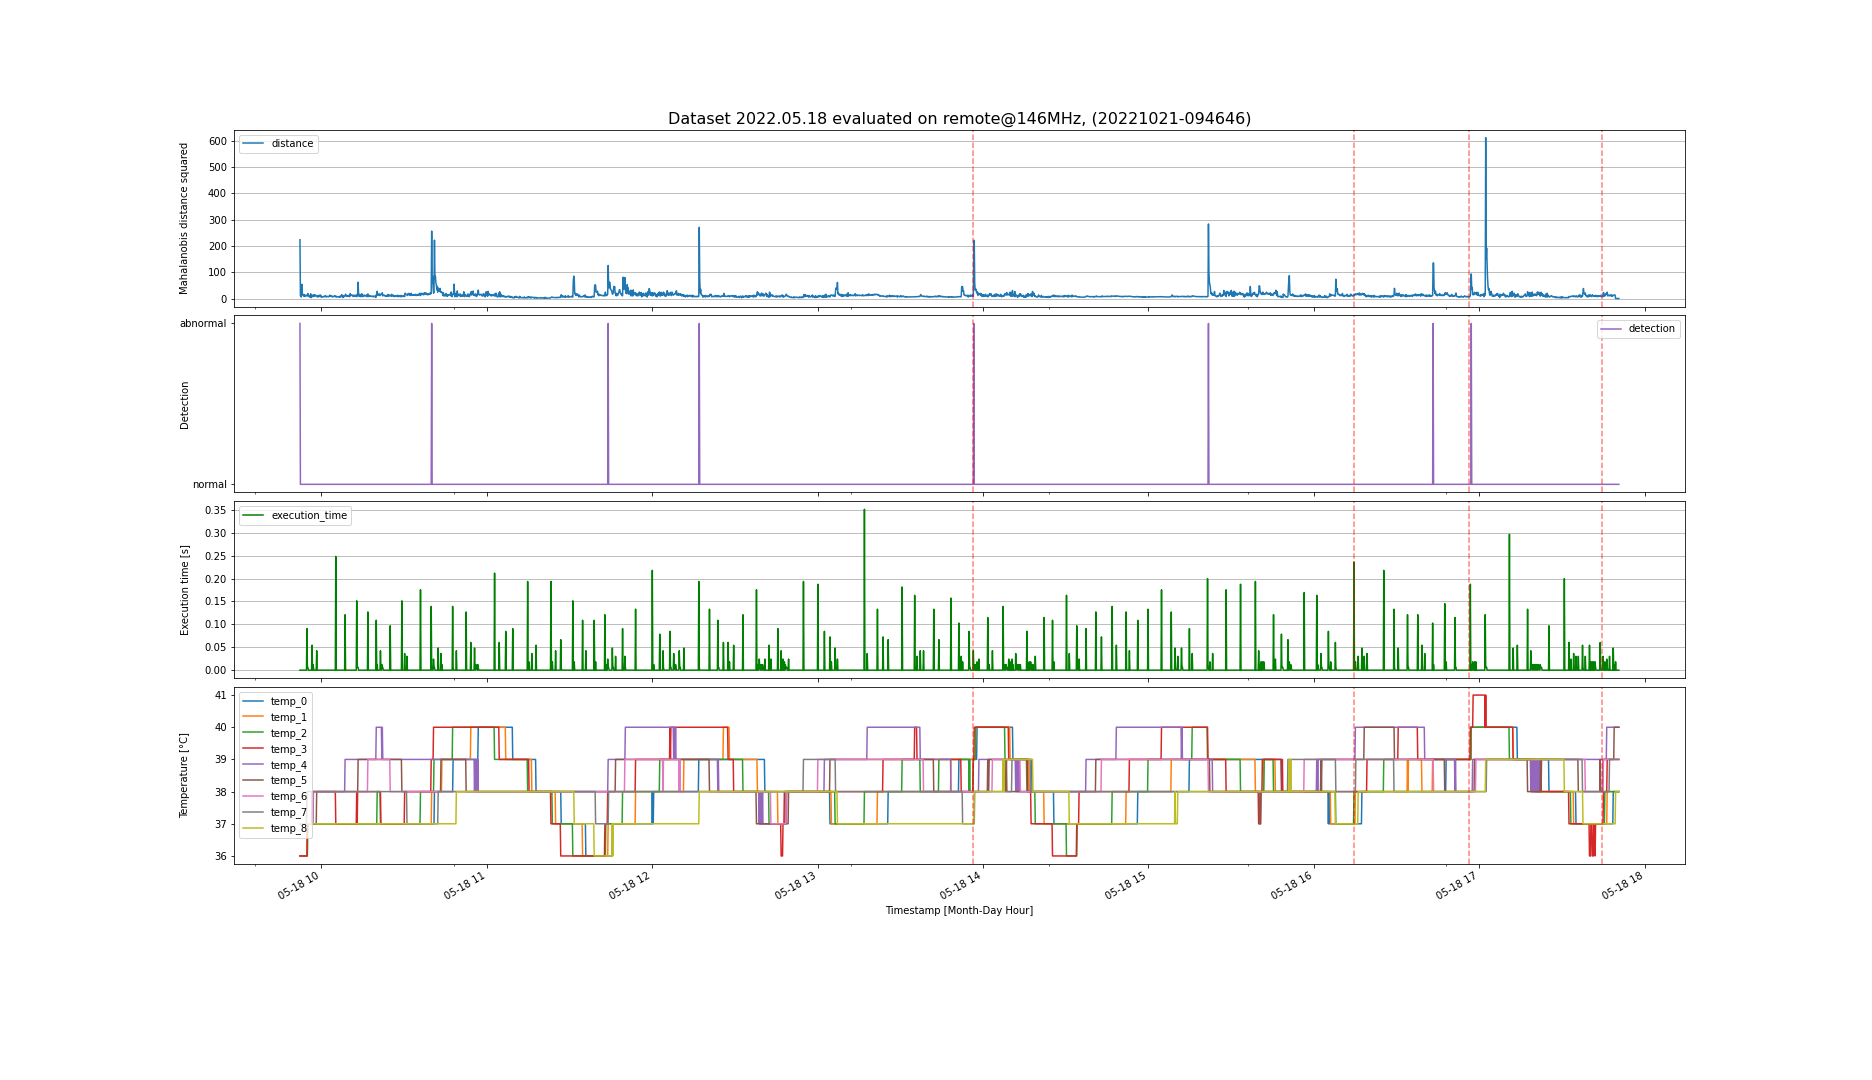 Dataset 2022.05.18 evaluated on remote@146MHz, (20221021-094646)
Mahalanobis distance squared
600
500
400
300
200
100
0
distance
Detection
abnormal
normal
detection
Execution time [s]
0.35
0.30
0.25
0.20
0.15
0.10
0.05
0.00
execution_time
Temperature [°C]
41
40
39
38
37
36
temp_0
temp_1
temp_2
temp_3
temp_4
temp_5
temp_6
temp_7
temp_8
05-18 10
05-18 11
05-18 12
05-18 13
05-18 14
05-18 15
05-18 16
05-18 17
05-18 18
Timestamp [Month-Day Hour]